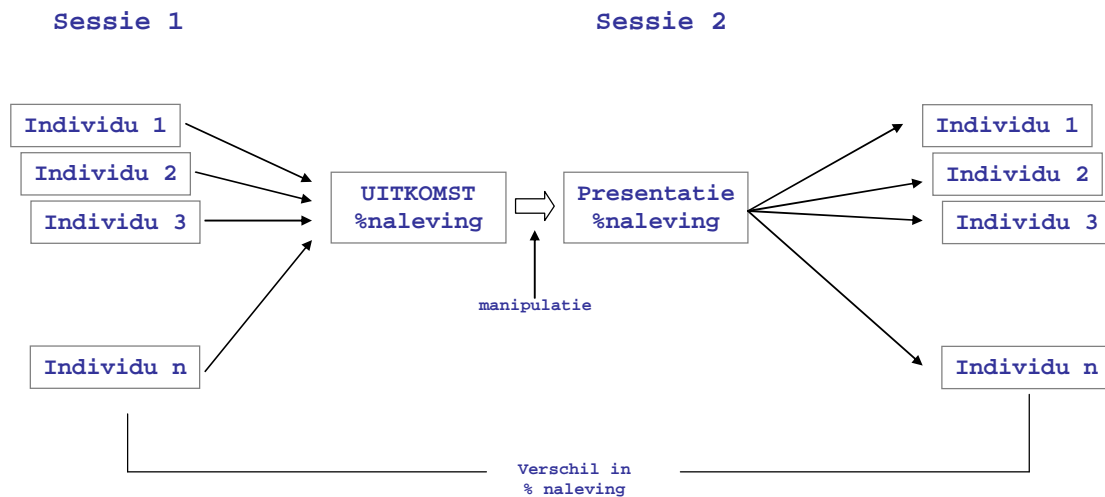 Sessie 1
Sessie 2
Individu 1
Individu 2
Individu 3
Individu n
UITKOMST
%naleving
manipulatie
Presentatie
%naleving
Individu 1
Individu 2
Individu 3
Individu n
Verschil in
% naleving